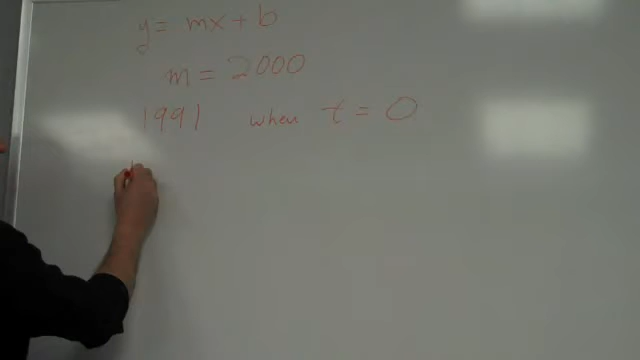 y = mx + b
m = 2000
1991 when t = 0